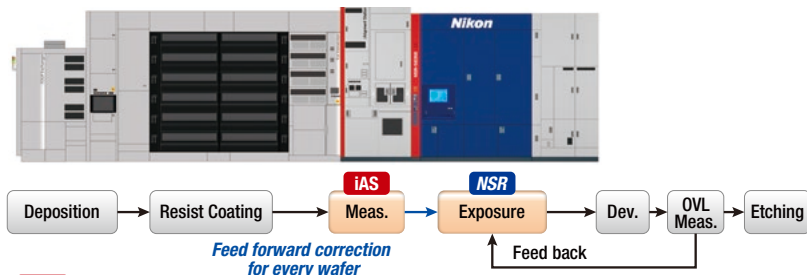 Nikon
iAS
NSR
Deposition
Resist Coating
Meas.
Exposure
Dev.
OVL
Meas.
Etching
Feed forward correction
for every wafer
Feed back